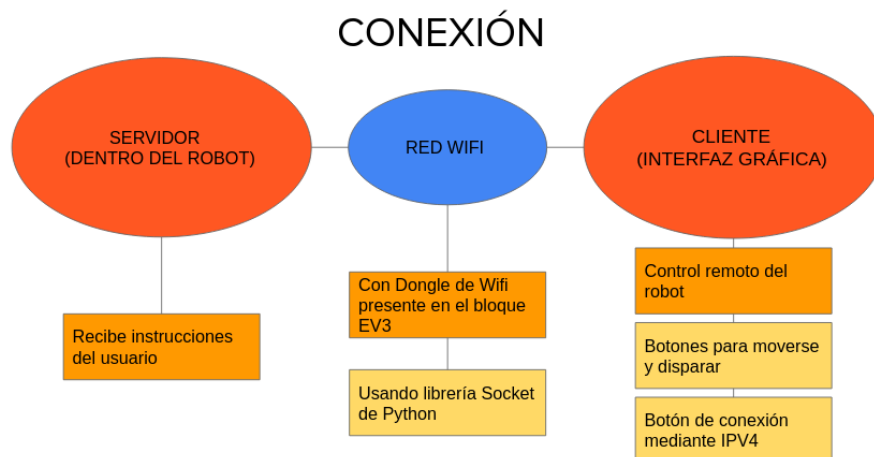 CONEXIÓN
SERVIDOR
(DENTRO DEL ROBOT)
RED WIFI
CLIENTE
(INTERFAZ GRÁFICA)
Recibe instrucciones
del usuario
Con Dongle de Wifi
presente en el bloque
EV3
Usando librería Socket
de Python
Control remoto del
robot
Botones para moverse
y disparar
Botón de conexión
mediante IPV4